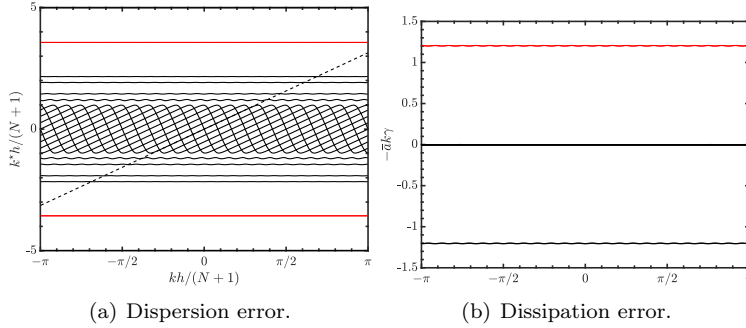 5
0
-5
k*h/(N + 1)
−π
−π/2
0
π/2
π
kh/(N + 1)
(a) Dispersion error.
1.5
1
0.5
0
-0.5
-1
-1.5
−ākγ
−π
−π/2
0
π/2
(b) Dissipation error.